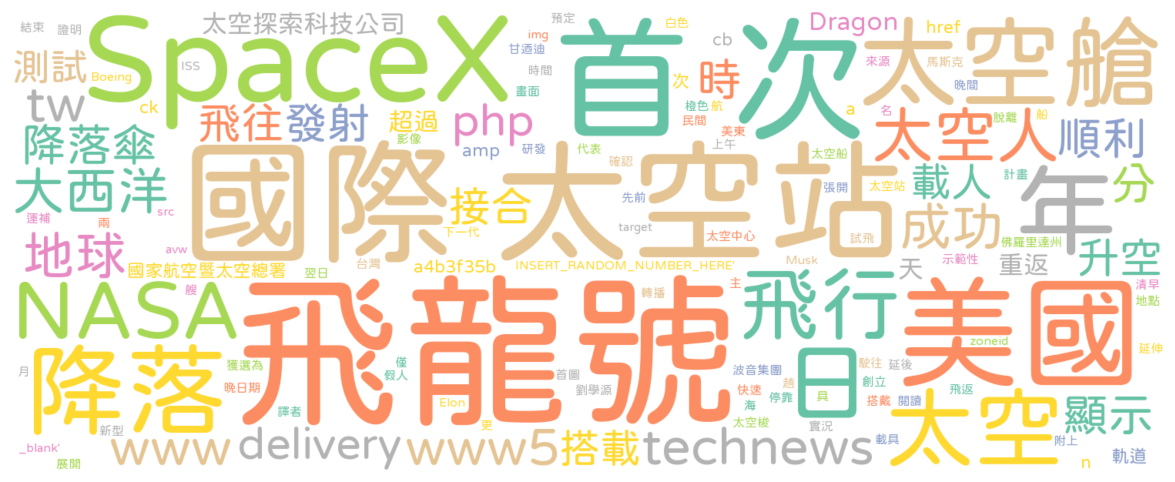 結束 證明 太空探索科技公司 預定 白色 Dragon href 太空艙
SpaceX 首次 img 甘迺迪 cb 來源 馬斯克
測試 Boeing ISS 時間 次 時 晚間
tw ck 畫面 橙色 航 a 名 脫離 船
飛往 發射 超過 php 民間 美東 太空人 順利
降落傘 影像 amp 研發 代表 上午
國際太空站 確認 太空船 計畫 年 分
大西洋 接合 先前 張開 太空站 載人
運補 src 兩 下一代 target 太空中心 試飛 成功 佛羅里達州
地球 avw 台灣 Musk 天 示範性 重返 升空
國家航空暨太空總署 翌日 a4b3f35b INSERT_RANDOM_NUMBER_HERE' 清早
NASA 艘 飛龍號 轉播 主 飛行 美國 地點
降落 日 zoneid 延伸
月 獲選為 僅 假人 首圖 波音集團 趙 駛往 延後
晚日期 劉學源 快速 停靠 創立 飛返
譯者 Elon 海 具 搭戴 閱讀 太空 顯示
新型 更 太空梭 實況
_blank' 展開 www delivery www5 搭載 technews 載具 附上 n 軌道